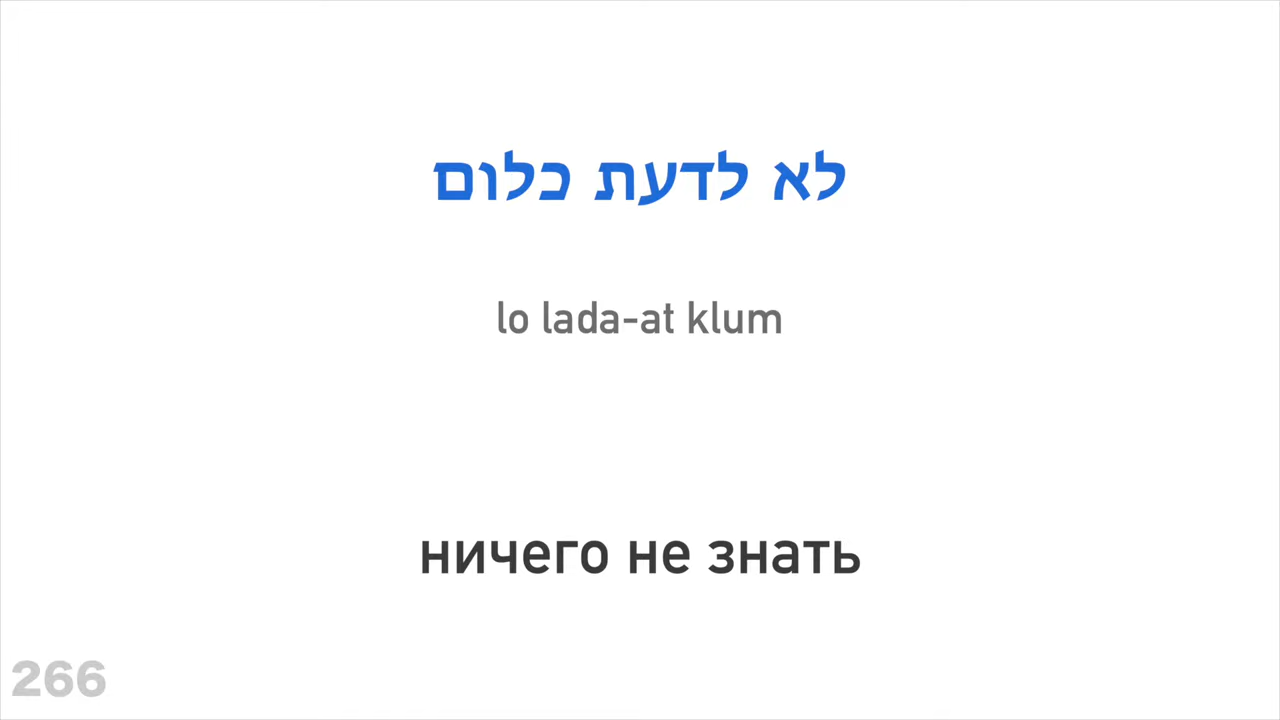 לא לדעת כלום
lo lada-at klum
ничего не знать
266